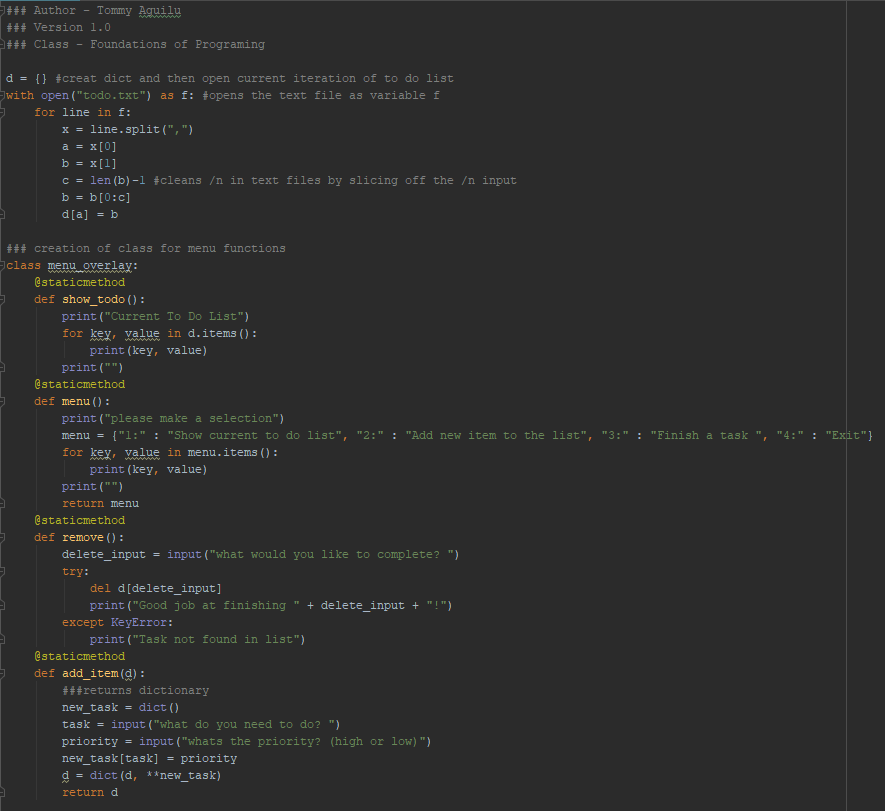 ### Author - Tommy Aguilu
### Version 1.0
### Class - Foundations of Programing
d = {} #creat dict and then open current iteration of to do list
with open("todo.txt") as f: #opens the text file as variable f
    for line in f:
        x = line.split(",")
        a = x[0]
        b = x[1]
        c = len(b)-1 #cleans /n in text files by slicing off the /n input
        b = b[0:c]
        d[a] = b
### creation of class for menu functions
class menu_overlay:
    @staticmethod
    def show_todo():
        print("Current To Do List")
        for key, value in d.items():
            print(key, value)
        print("")
    @staticmethod
    def menu():
        print("please make a selection")
        menu = {"1:" : "Show current to do list", "2:" : "Add new item to the list", "3:" : "Finish a task ", "4:" : "Exit"}
        for key, value in menu.items():
            print(key, value)
        print("")
        return menu
    @staticmethod
    def remove():
        delete_input = input("what would you like to complete? ")
        try:
            del d[delete_input]
            print("Good job at finishing " + delete_input + "!")
        except KeyError:
            print("Task not found in list")
    @staticmethod
    def add_item(d):
        ###returns dictionary
        new_task = dict()
        task = input("what do you need to do? ")
        priority = input("whats the priority? (high or low)")
        new_task[task] = priority
        d = dict(d, **new_task)
        return d